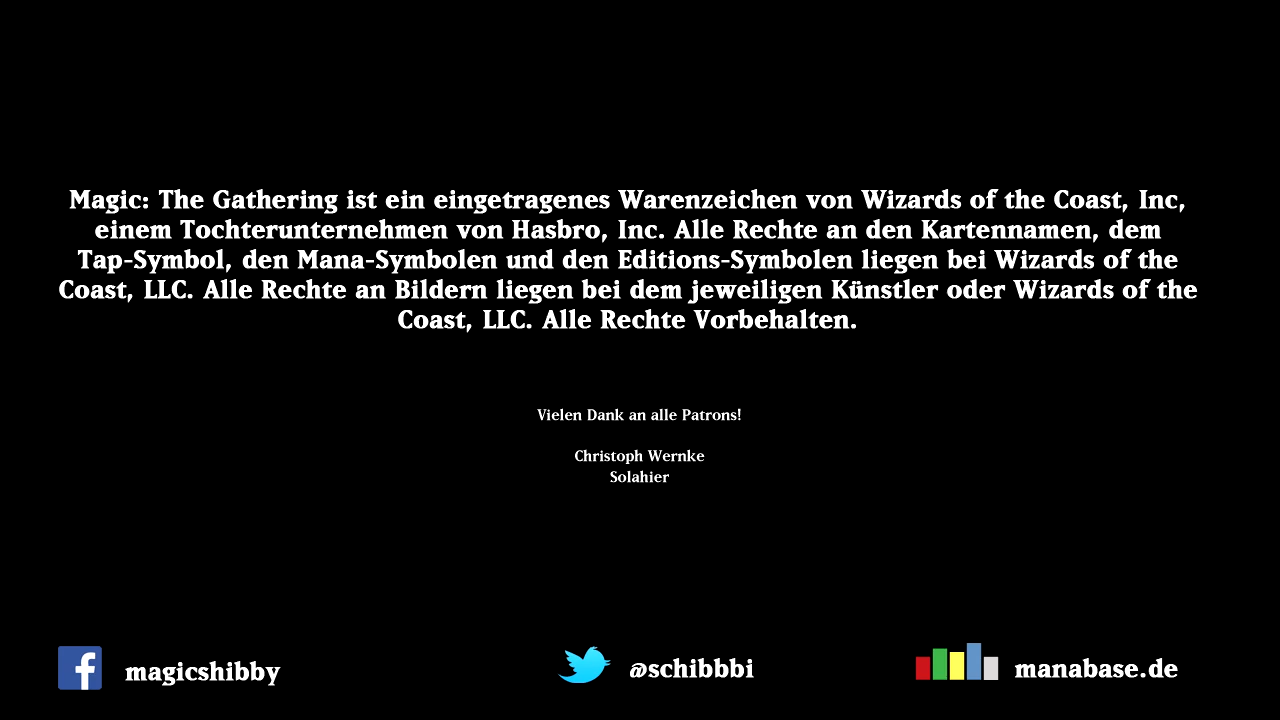 Magic: The Gathering ist ein eingetragenes Warenzeichen von Wizards of the Coast, Inc,
einem Tochterunternehmen von Hasbro, Inc. Alle Rechte an den Kartennamen, dem
Tap-Symbol, den Mana-Symbolen und den Editions-Symbolen liegen bei Wizards of the
Coast, LLC. Alle Rechte an Bildern liegen bei dem jeweiligen Künstler oder Wizards of the
Coast, LLC. Alle Rechte Vorbehalten.
Vielen Dank an alle Patrons!
Christoph Wernke
Solahier
magicshibby
@schibbbi
manabase.de